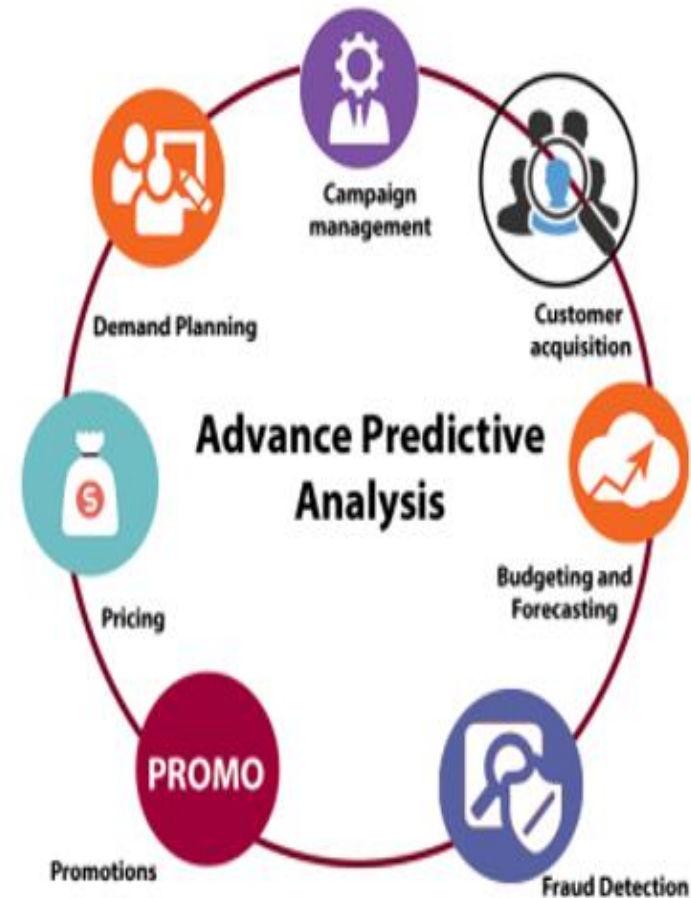 Campaign
management
Customer
acquisition
Demand Planning
Advance Predictive
Analysis
Budgeting and
Forecasting
Pricing
PROMO
Promotions
Fraud Detection